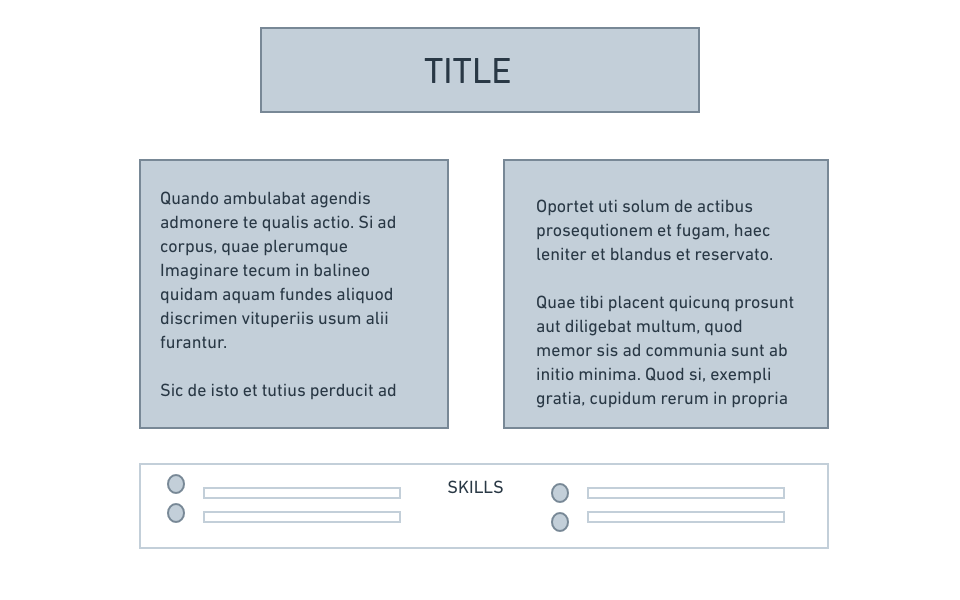 TITLE
Quando ambulabat agendis
admonere te qualis actio. Si ad
corpus, quae plerumque
Imaginare tecum in balineo
quidam aquam fundes aliquod
discrimen vituperiis usum alii
furantur.
Sic de isto et tutius perducit ad
Oportet uti solum de actibus
prosequtionem et fugam, haec
leniter et blandus et reservato.
Quae tibi placent quicunq prosunt
aut diligebat multum, quod
memor sis ad communia sunt ab
initio minima. Quod si, exempli
gratia, cupidum rerum in propria
SKILLS